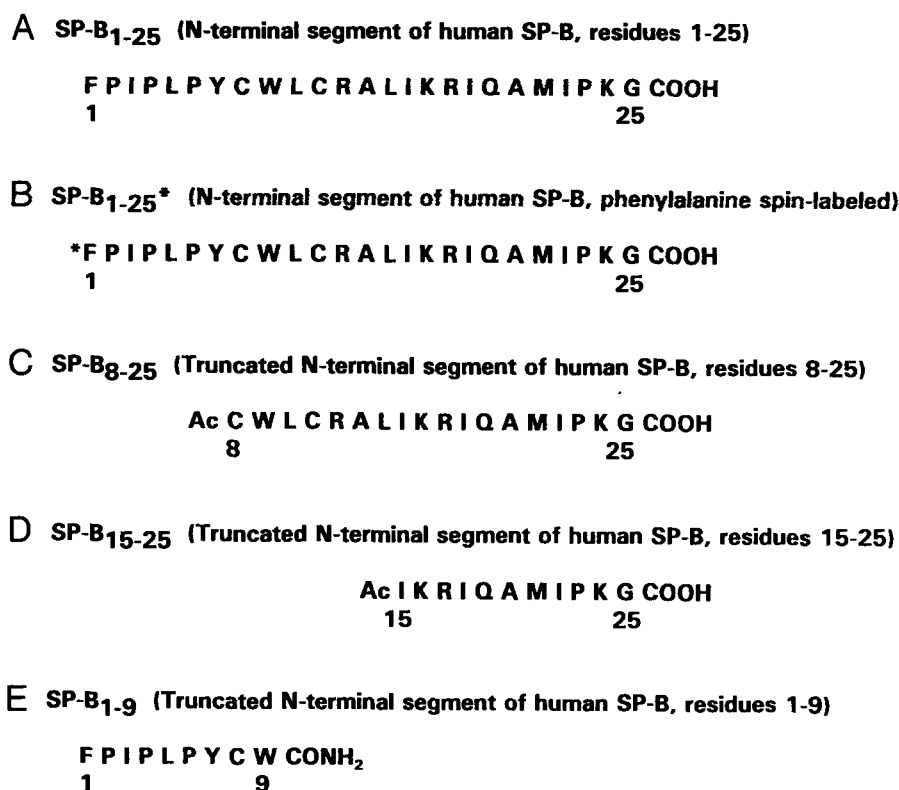 A SP-B1-25 (N-terminal segment of human SP-B, residues 1-25)
F P I P L P Y C W L C R A L I K R I Q A M I P K G COOH
1 25
B SP-B1-25* (N-terminal segment of human SP-B, phenylalanine spin-labeled)
*F P I P L P Y C W L C R A L I K R I Q A M I P K G COOH
1 25
C SP-B8-25 (Truncated N-terminal segment of human SP-B, residues 8-25)
Ac C W L C R A L I K R I Q A M I P K G COOH
8 25
D SP-B15-25 (Truncated N-terminal segment of human SP-B, residues 15-25)
Ac I K R I Q A M I P K G COOH
15 25
E SP-B1-9 (Truncated N-terminal segment of human SP-B, residues 1-9)
F P I P L P Y C W CONH2
1 9